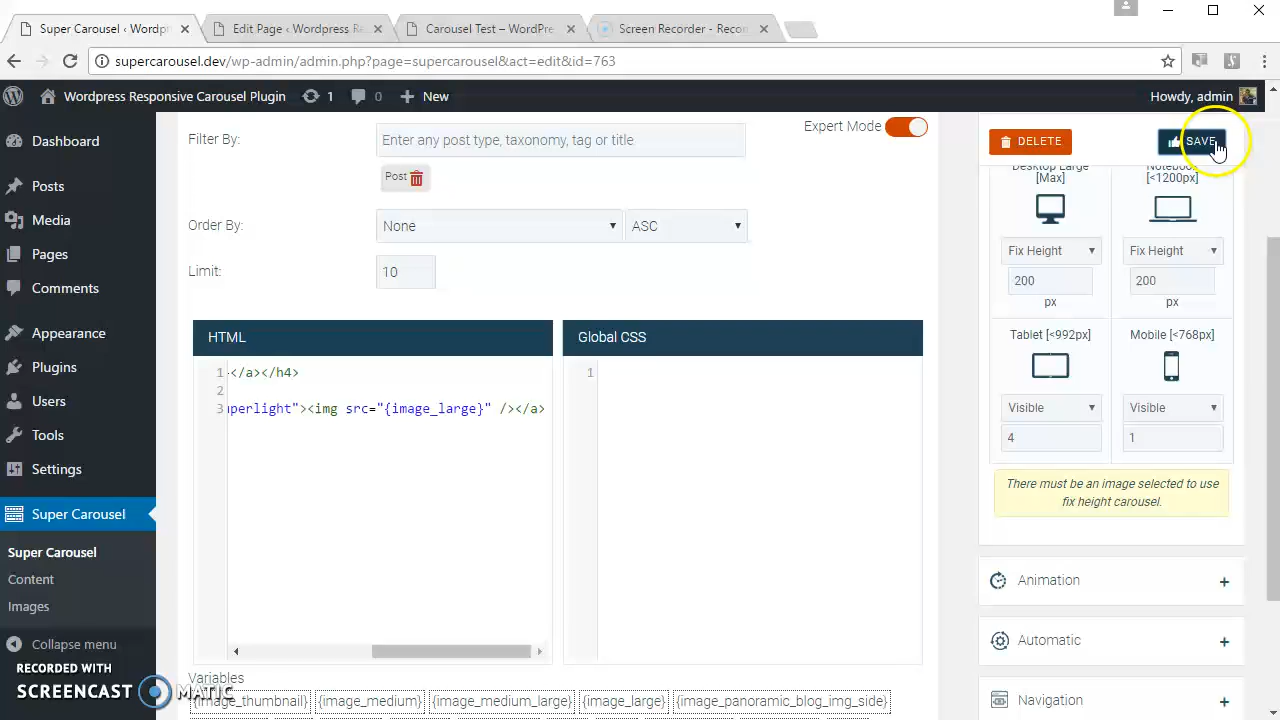 Super Carousel ‹ Wordp
Edit Page ‹ Wordpress Re
Carousel Test – WordPre
Screen Recorder - Recor
supercarousel.dev/wp-admin/admin.php?page=supercarousel&act=edit&id=763
Wordpress Responsive Carousel Plugin
1
0
+ New
Howdy, admin
Dashboard
Posts
Media
Pages
Comments
Appearance
Plugins
Users
Tools
Settings
Super Carousel
Super Carousel
Content
Images
Collapse menu
RECORDED WITH
SCREENCAST MATIC
Filter By:
Enter any post type, taxonomy, tag or title
Expert Mode
Post
Order By:
None
ASC
Limit:
10
HTML
Global CSS
1
</a></h4>
2
3
uperlight"><img src="{image_large}" /></a>
1
Variables
{image_thumbnail}
{image_medium}
{image_medium_large}
{image_large}
{image_panoramic_blog_img_side}
DELETE
SAVE
Desktop Large
[Max]
Notebook
[<1200px]
Fix Height
Fix Height
200
200
px
px
Tablet [<992px]
Mobile [<768px]
Visible
Visible
4
1
There must be an image selected to use
fix height carousel.
Animation
+
Automatic
+
Navigation
+